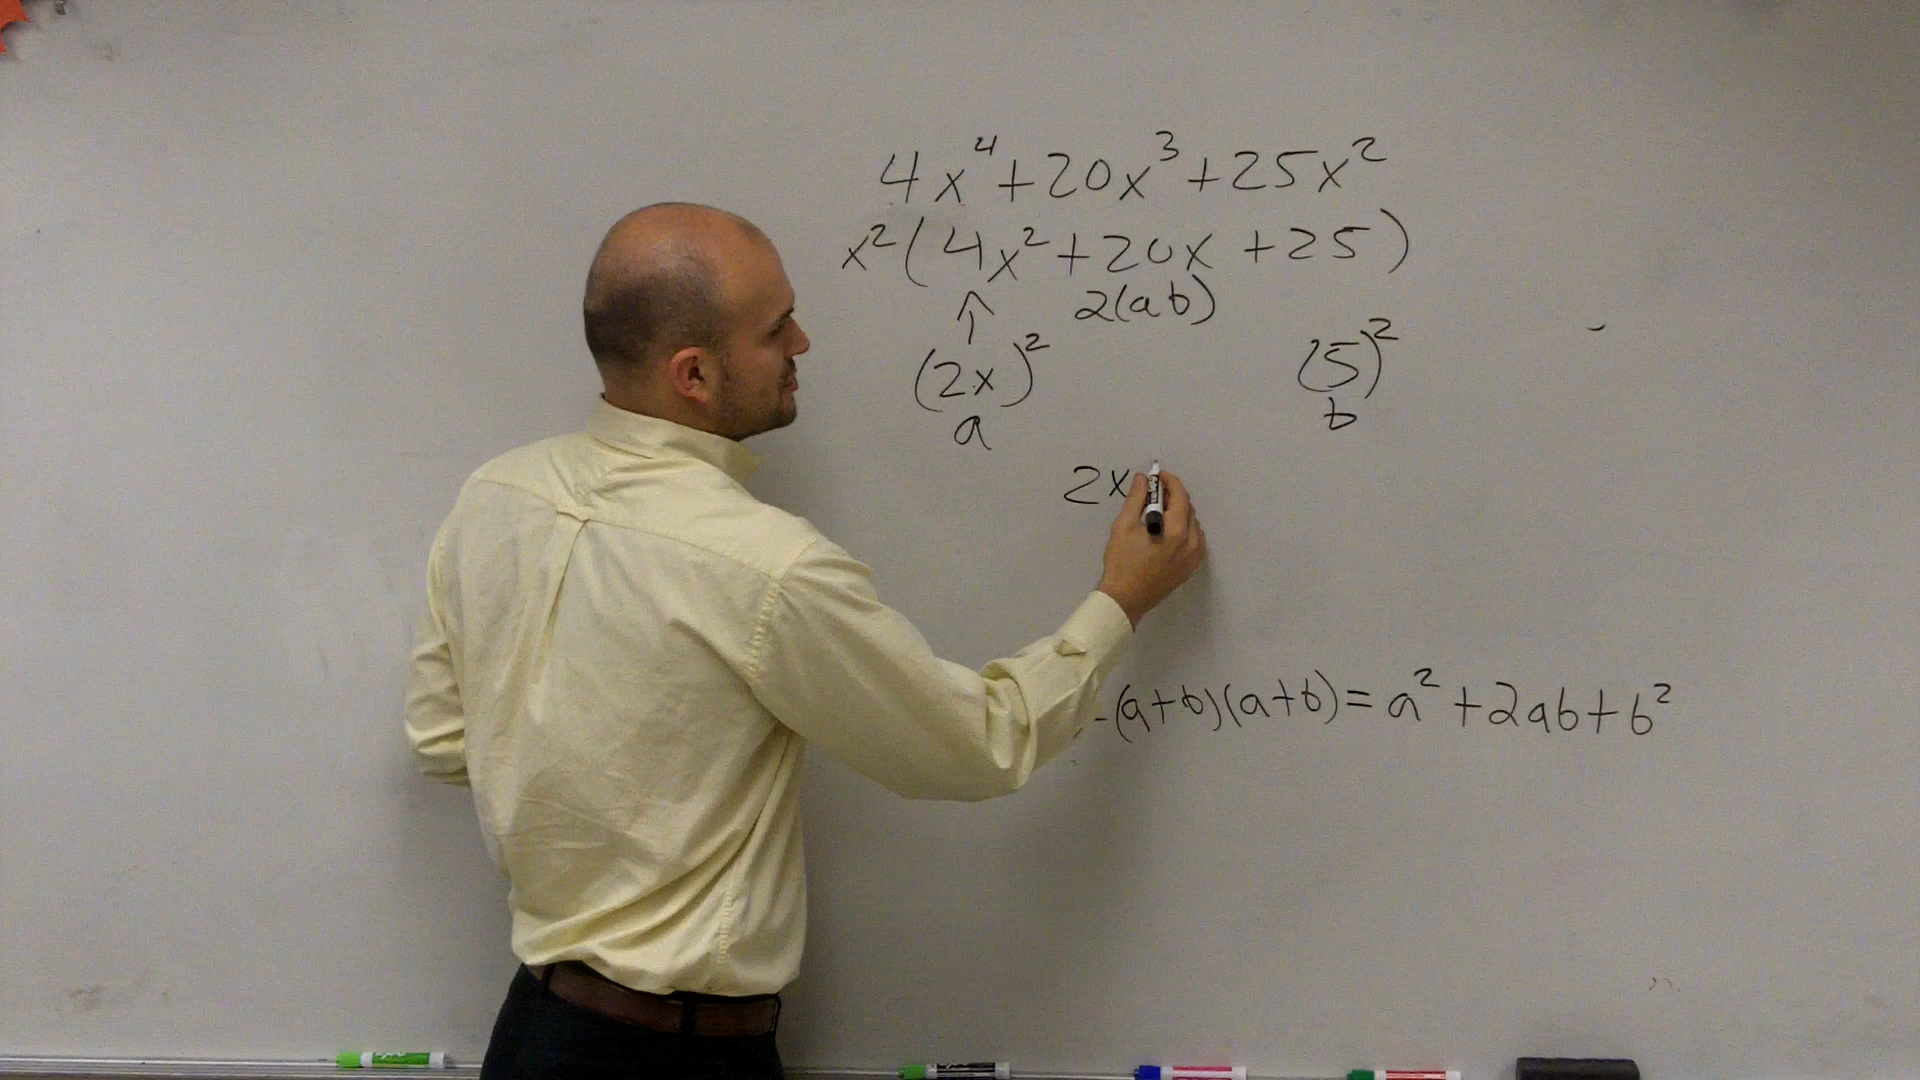 4x⁴+20x³+25x²
x²(4x²+20x+25)
↑ 2(ab)
(2x)² (5)²
a b
2x
-(a+b)(a+b)=a²+2ab+b²